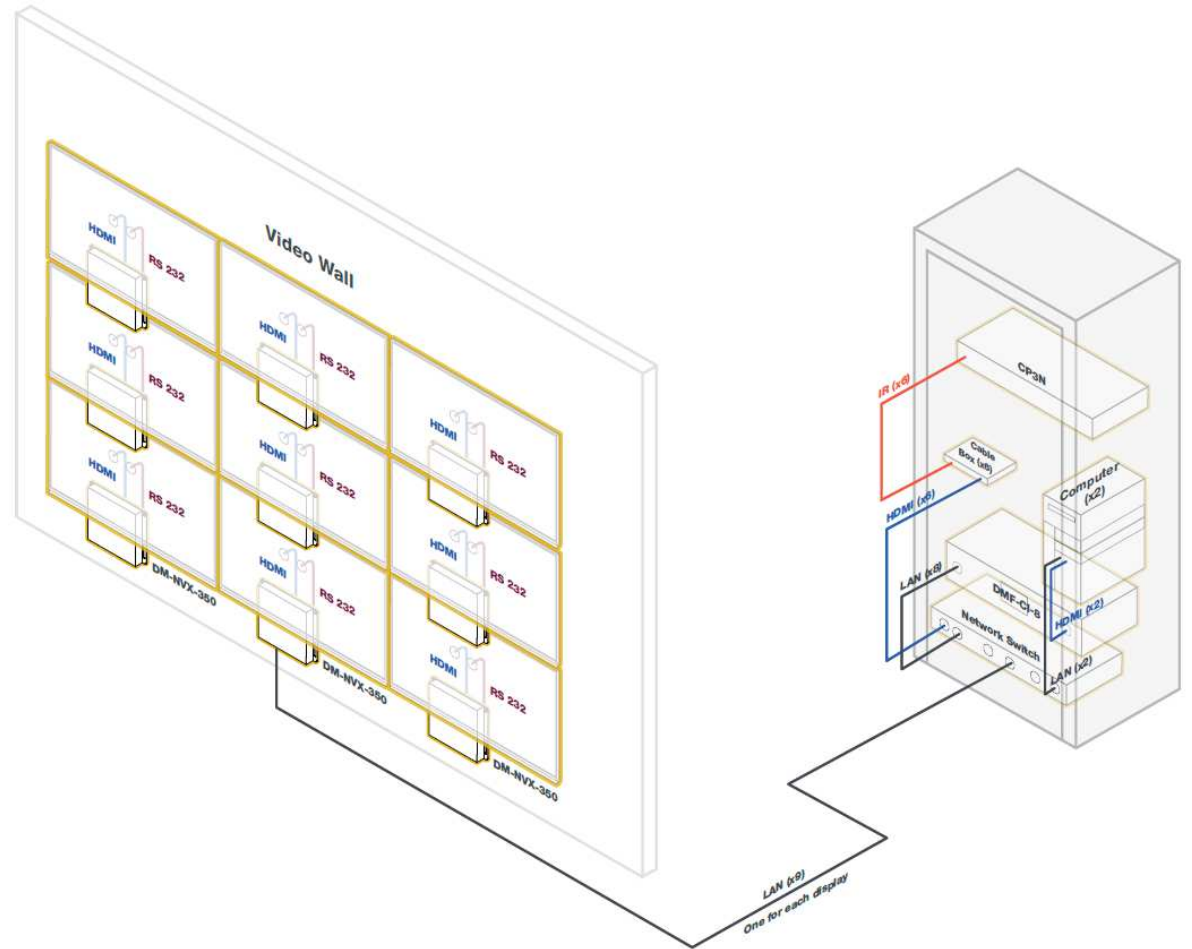 Video Wall
HDMI
RS 232
HDMI
RS 232
HDMI
RS 232
HDMI
RS 232
HDMI
RS 232
HDMI
RS 232
HDMI
RS 232
HDMI
RS 232
HDMI
RS 232
DM-NVX-350
DM-NVX-350
DM-NVX-350
LAN (x9)
One for each display
CP3N
IR (x6)
Cable
Box (x6)
HDMI (x6)
Computer
(x2)
LAN (x8)
DMF-CI-8
HDMI (x2)
Network Switch
LAN (x2)